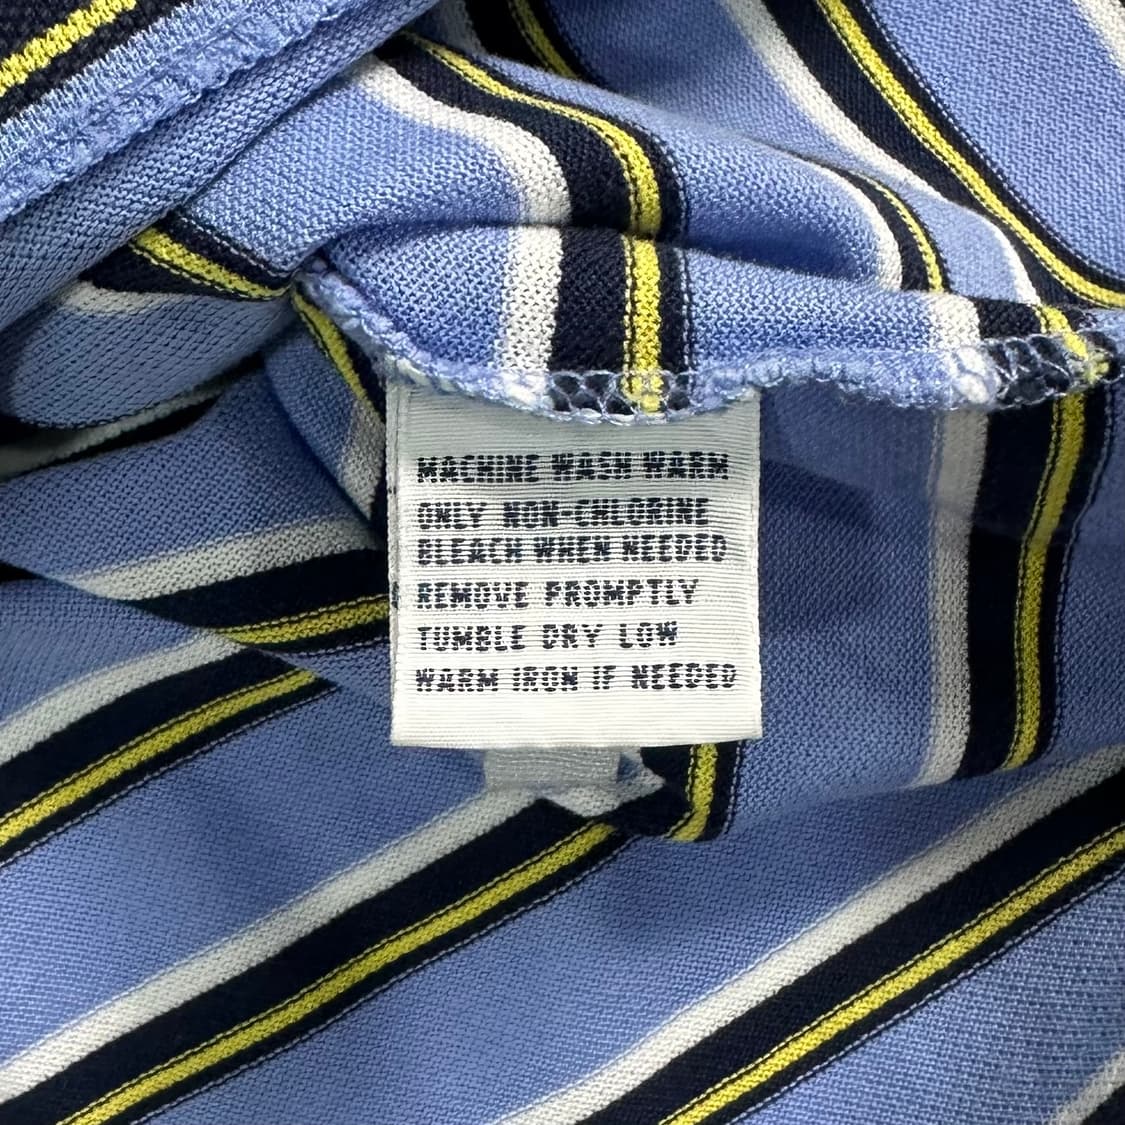 MACHINE WASH WARM
ONLY NON-CHLORINE
BLEACH WHEN NEEDED
REMOVE PROMPTLY
TUMBLE DRY LOW
WARM IRON IF NEEDED